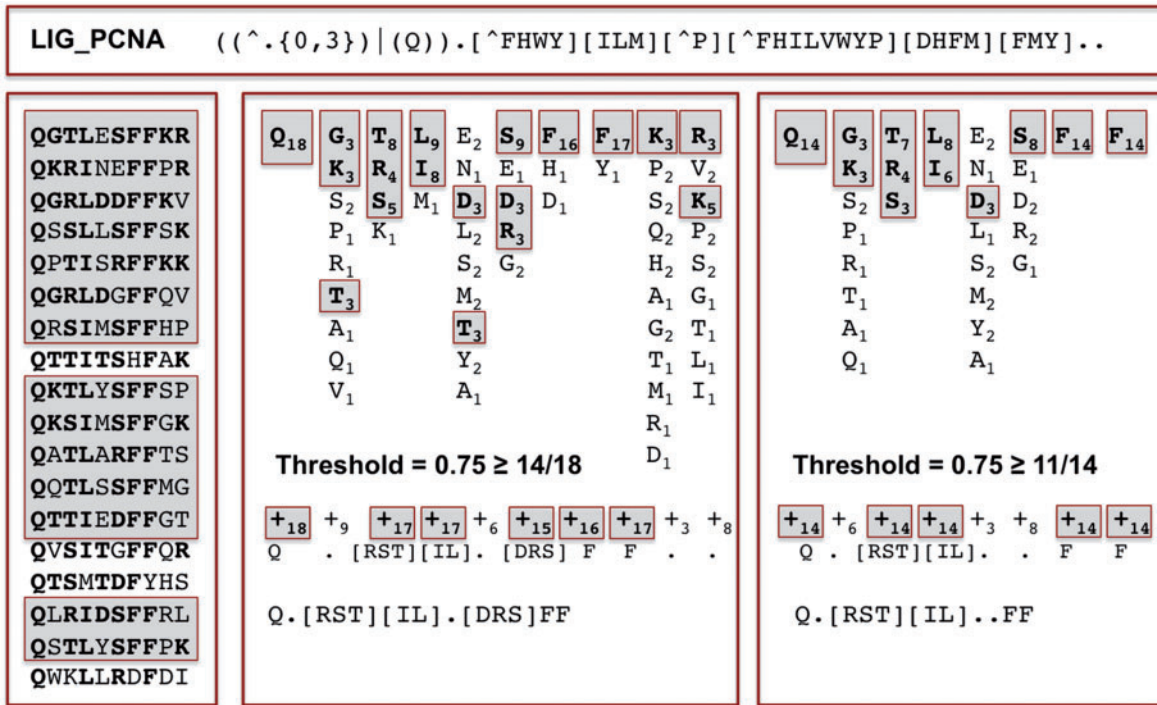 LIG_PCNA ((^.{0,3})|(Q)).[^FHWY][ILM][^P][^FHILVWYP][DHFM][FMY]..
QGTLESFFKR
QKRINEFFPR
QGRLDDFFKV
QSSLLSFFSK
QPTISRFFKK
QGRLDGFFQV
QRSIMSFFHP
QTTITSHFAK
QKTLYSFFSP
QKSIMSFFGK
QATLARFFTS
QQTLSSFFMG
QTTIEDFFGT
QVSITGFFQR
QTSMTDFYHS
QLRIDSFFRL
QSTLYSFFPK
QWKLLRDFDI
Q18 G3 T8 L9 E2 S9 F16 F17 K3 R3
K3 R4 I8 N1 E1 H1 Y1 P2 V2
S2 S5 M1 D3 D3 D1 S2 K5
P1 K1 L2 R3 Q2 P2
R1 S2 G2 H2 S2
T3 M2 A1 G1
A1 T3 G2 T1
Q1 Y2 T1 L1
V1 A1 M1 I1
R1
D1
Threshold = 0.75 ≥ 14/18
+18 +9 +17 +17 +6 +15 +16 +17 +3 +8
Q . [RST][IL]. [DRS] F F . .
Q.[RST][IL].[DRS]FF
Q14 G3 T7 L8 E2 S8 F14 F14
K3 R4 I6 N1 E1
S2 S3 D3 D2
P1 L1 R2
R1 S2 G1
T1 M2
A1 Y2
Q1 A1
Threshold = 0.75 ≥ 11/14
+14 +6 +14 +14 +3 +8 +14 +14
Q . [RST][IL]. . F F
Q.[RST][IL]..FF